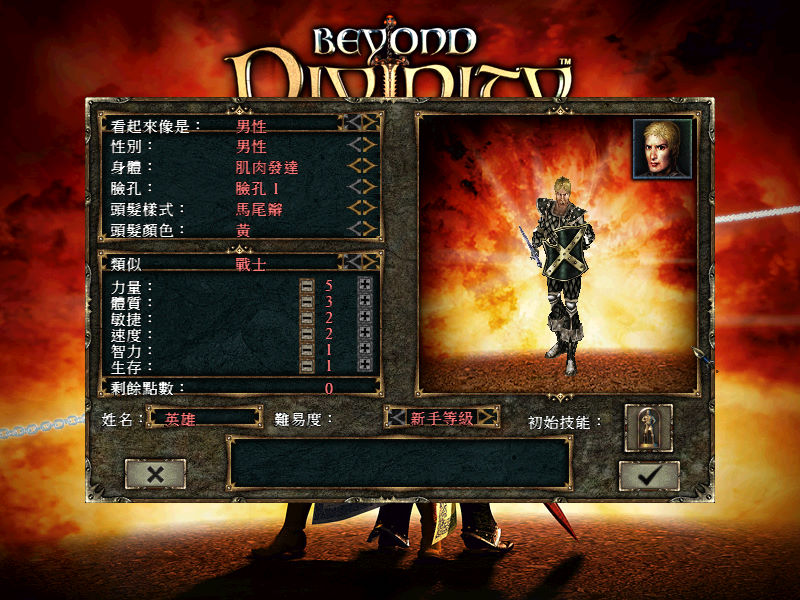 BEYOND
DIVINITY™
看起來像是： 男性
性別： 男性
身體： 肌肉發達
臉孔： 臉孔 1
頭髮樣式： 馬尾辮
頭髮顏色： 黃
類似 戰士
力量： 5
體質： 3
敏捷： 2
速度： 2
智力： 1
生存： 1
剩餘點數： 0
姓名： 英雄 難易度： 新手等級 初始技能：